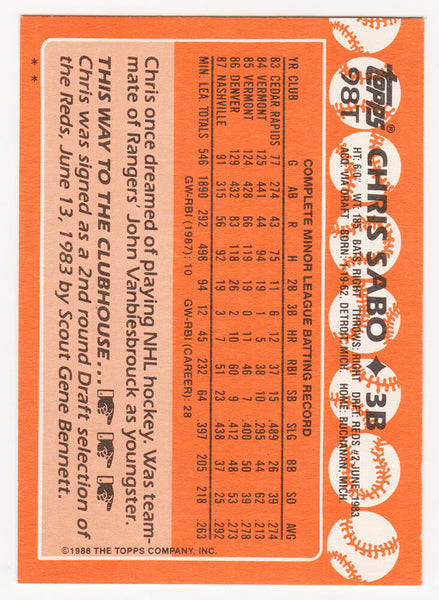 topps®
98T
CHRIS SABO ◆ 3B
HT: 6'0" WT: 185 BATS: RIGHT THROWS: RIGHT DRFT: REDS #2-JUNE, 1983
ACQ: VIA DRAFT BORN: 1-19-62, DETROIT, MICH. HOME: BUCHANAN, MICH.
COMPLETE MINOR LEAGUE BATTING RECORD
YR CLUB G AB R H 2B 3B HR RBI SB SLG BB SO AVG
83 CEDAR RAPIDS 77 274 43 75 11 6 12 37 15 .489 26 39 .274
84 VERMONT 125 441 44 94 19 1 5 38 10 .295 44 62 .213
85 VERMONT 124 428 66 119 19 0 11 46 7 .400 50 39 .278
86 DENVER 129 432 83 118 26 2 10 60 9 .412 48 53 .273
87 NASHVILLE 91 315 56 92 19 3 7 51 23 .438 37 25 .292
MIN. LEA. TOTALS 546 1890 292 498 94 12 45 232 64 .397 205 218 .263
GW-RBI (1987): 10 GW-RBI (CAREER): 28
Chris once dreamed of playing NHL hockey. Was team-
mate of Rangers' John Vanbiesbrouck as youngster.
THIS WAY TO THE CLUBHOUSE...
Chris was signed as a 2nd round Draft selection of
the Reds, June 13, 1983 by Scout Gene Bennett.
©1988 THE TOPPS COMPANY, INC.
* *